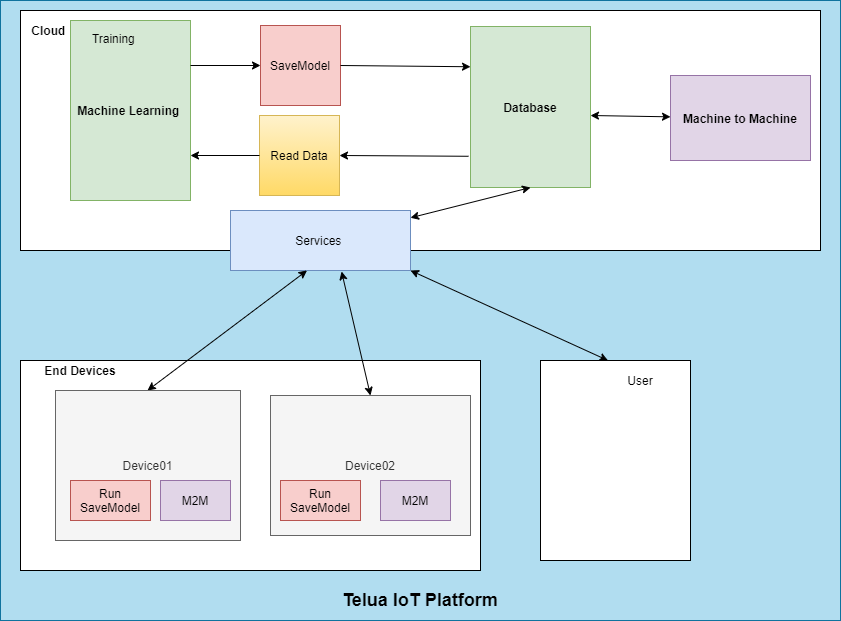 Cloud
Training
Machine Learning
SaveModel
Read Data
Database
Machine to Machine
Services
End Devices
Device01
Run
SaveModel
M2M
Device02
Run
SaveModel
M2M
User
Telua IoT Platform